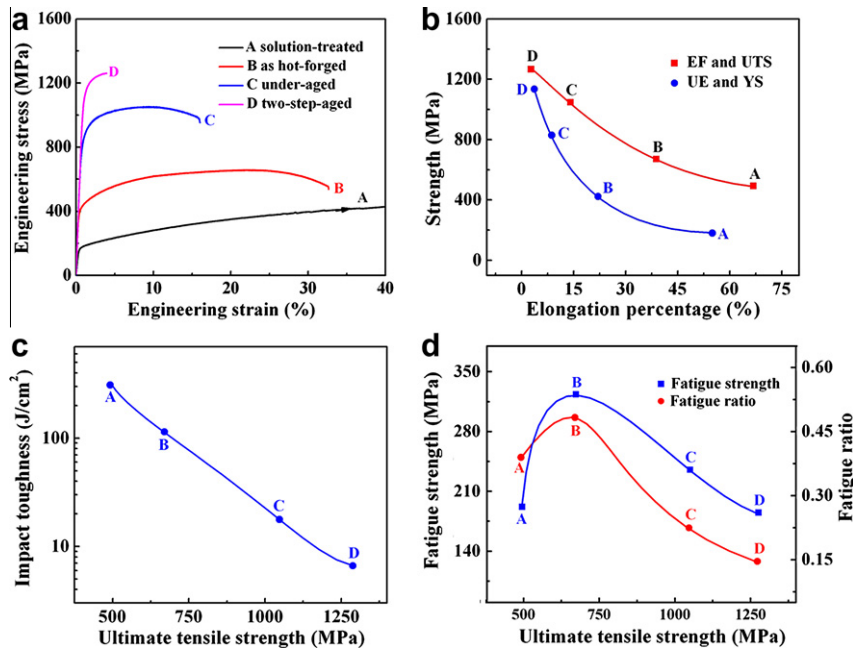 a
Engineering stress (MPa)
1600
1200
800
400
0
0 10 20 30 40
Engineering strain (%)
A solution-treated
B as hot-forged
C under-aged
D two-step-aged
D
C
B
A
b
Strength (MPa)
1600
1200
800
400
0
0 15 30 45 60 75
Elongation percentage (%)
EF and UTS
UE and YS
D
C
B
A
D
C
B
A
c
Impact toughness (J/cm²)
100
10
500 750 1000 1250
Ultimate tensile strength (MPa)
A
B
C
D
d
Fatigue strength (MPa)
350
280
210
140
500 750 1000 1250
Ultimate tensile strength (MPa)
Fatigue ratio
0.60
0.45
0.30
0.15
Fatigue strength
Fatigue ratio
B
A
B
A
C
D
C
D